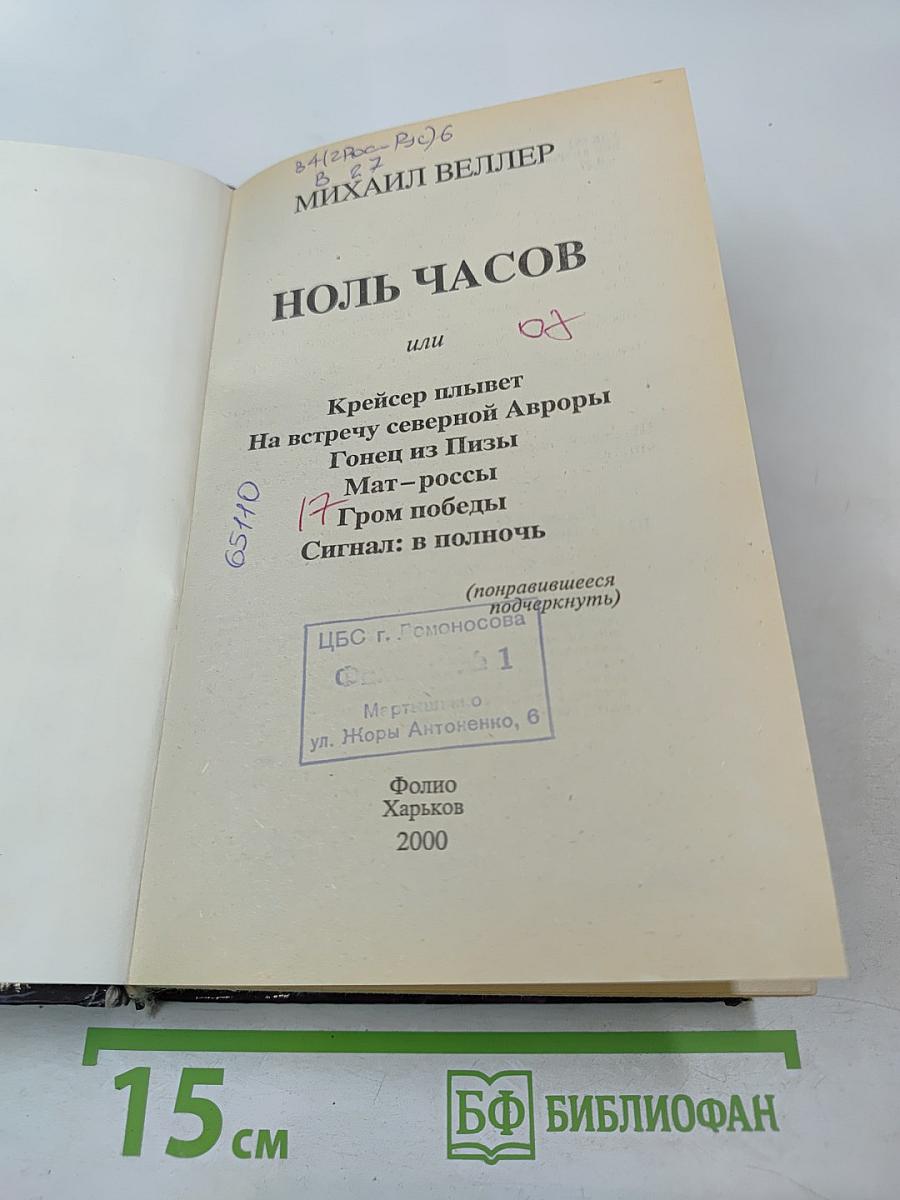 84(2Рос-Рус)6
В 27
МИХАИЛ ВЕЛЛЕР
НОЛЬ ЧАСОВ
или
07
Крейсер плывет
На встречу северной Авроры
Гонец из Пизы
Мат–россы
17
Гром победы
Сигнал: в полночь
65110
(понравившееся
подчеркнуть)
ЦБС г. Ломоносова
1
ул. Жоры Антоненко, 6
Фолио
Харьков
2000
15 см
БФ БИБЛИОФАН